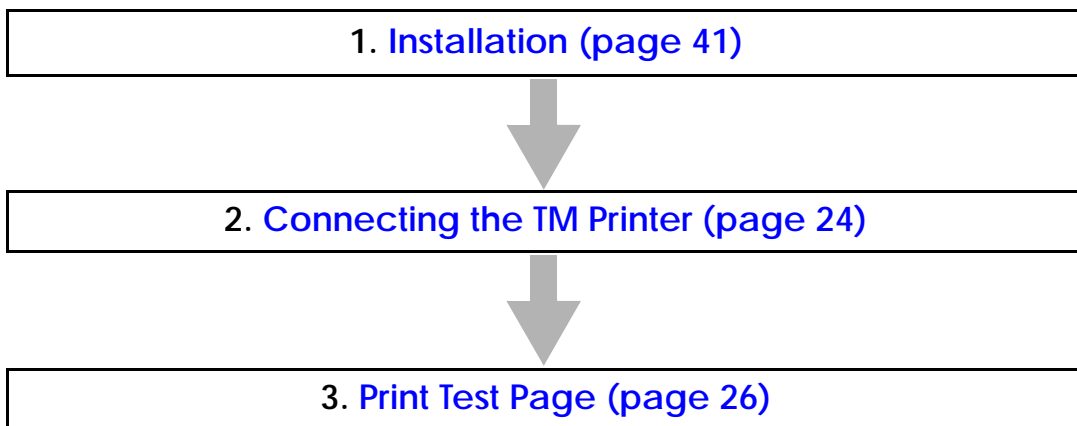 1. Installation (page 41)
2. Connecting the TM Printer (page 24)
3. Print Test Page (page 26)